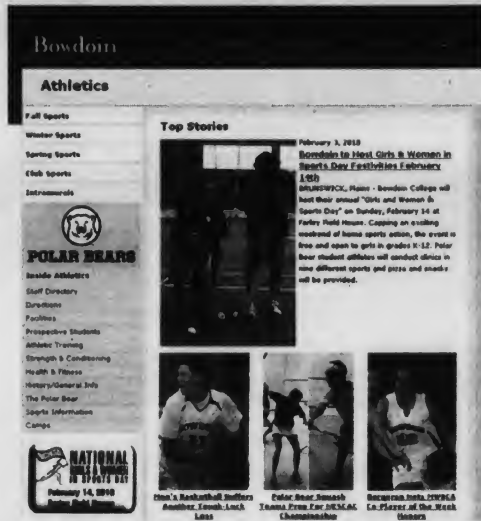 Bowdoin
Athletics
Fall Sports
Winter Sports
Spring Sports
Club Sports
Intramurals
POLAR BEARS
Inside Athletics
Staff Directory
Directions
Facilities
Prospective Students
Athletic Training
Strength & Conditioning
Health & Fitness
History/General Info
The Polar Bear
Sports Information
Camps
NATIONAL
GIRLS & WOMEN
IN SPORTS DAY
February 14, 2010
Farley Field House
Top Stories
February 3, 2010
Bowdoin to Host Girls & Women in
Sports Day Festivities February
14th
BRUNSWICK, Maine - Bowdoin College will
host their annual "Girls and Women in
Sports Day" on Sunday, February 14 at
Farley Field House. Capping an exciting
weekend of home sports action, the event is
free and open to girls in grades K-12. Polar
Bear student athletes will conduct clinics in
nine different sports and pizza and snacks
will be provided.
Men's Basketball Suffers
Another Tough-Luck
Loss
Polar Bear Squash
Teams Prep For NESCAC
Championship
Bergeron Nets MWBCA
Co-Player of the Week
Honors